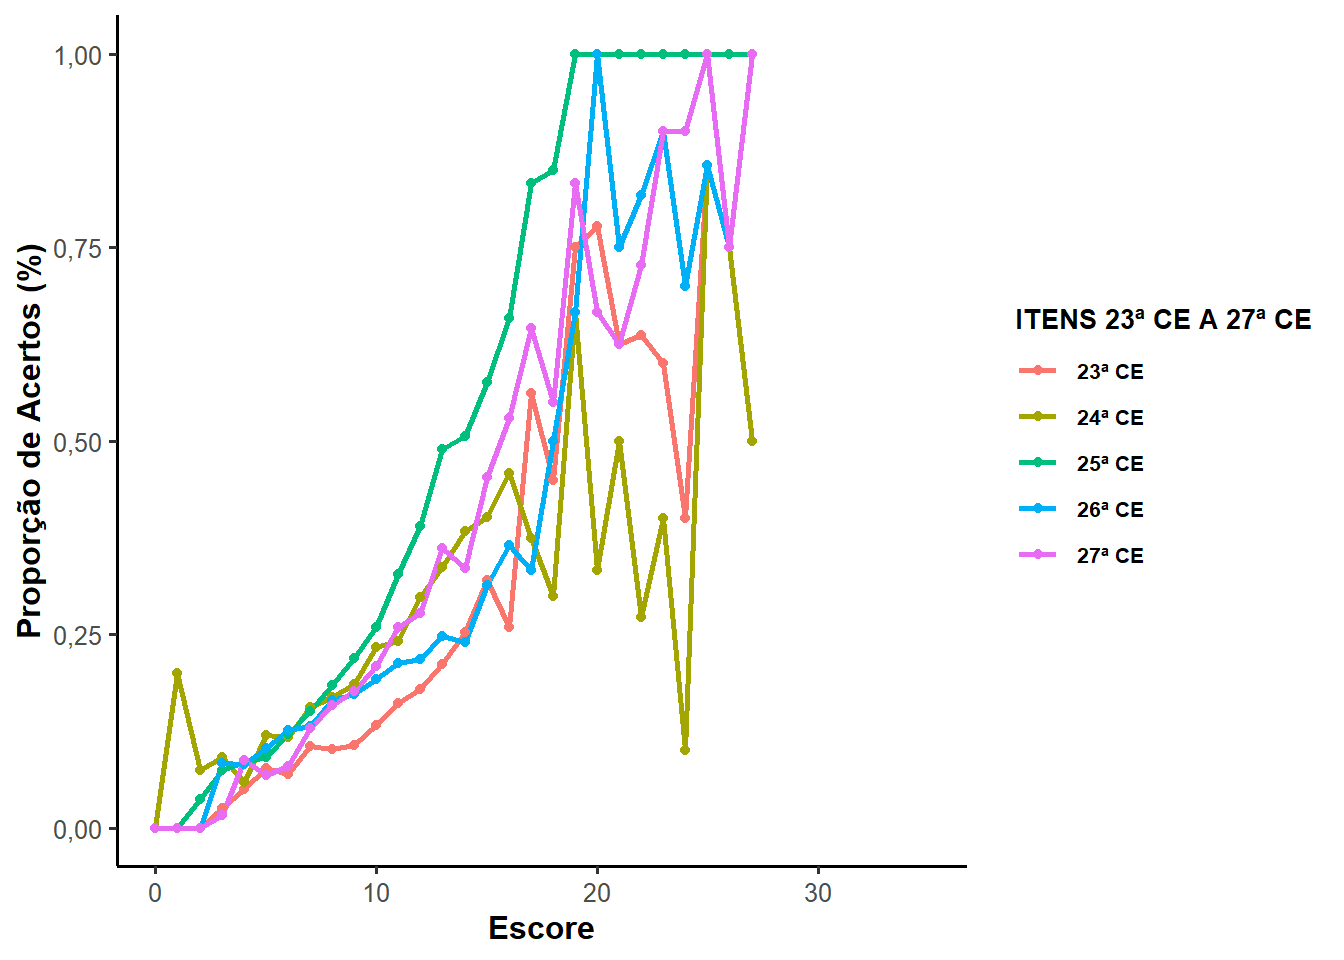 1,00
0,75
0,50
0,25
0,00
Proporção de Acertos (%)
0
10
20
30
Escore
ITENS 23ª CE A 27ª CE
23ª CE
24ª CE
25ª CE
26ª CE
27ª CE